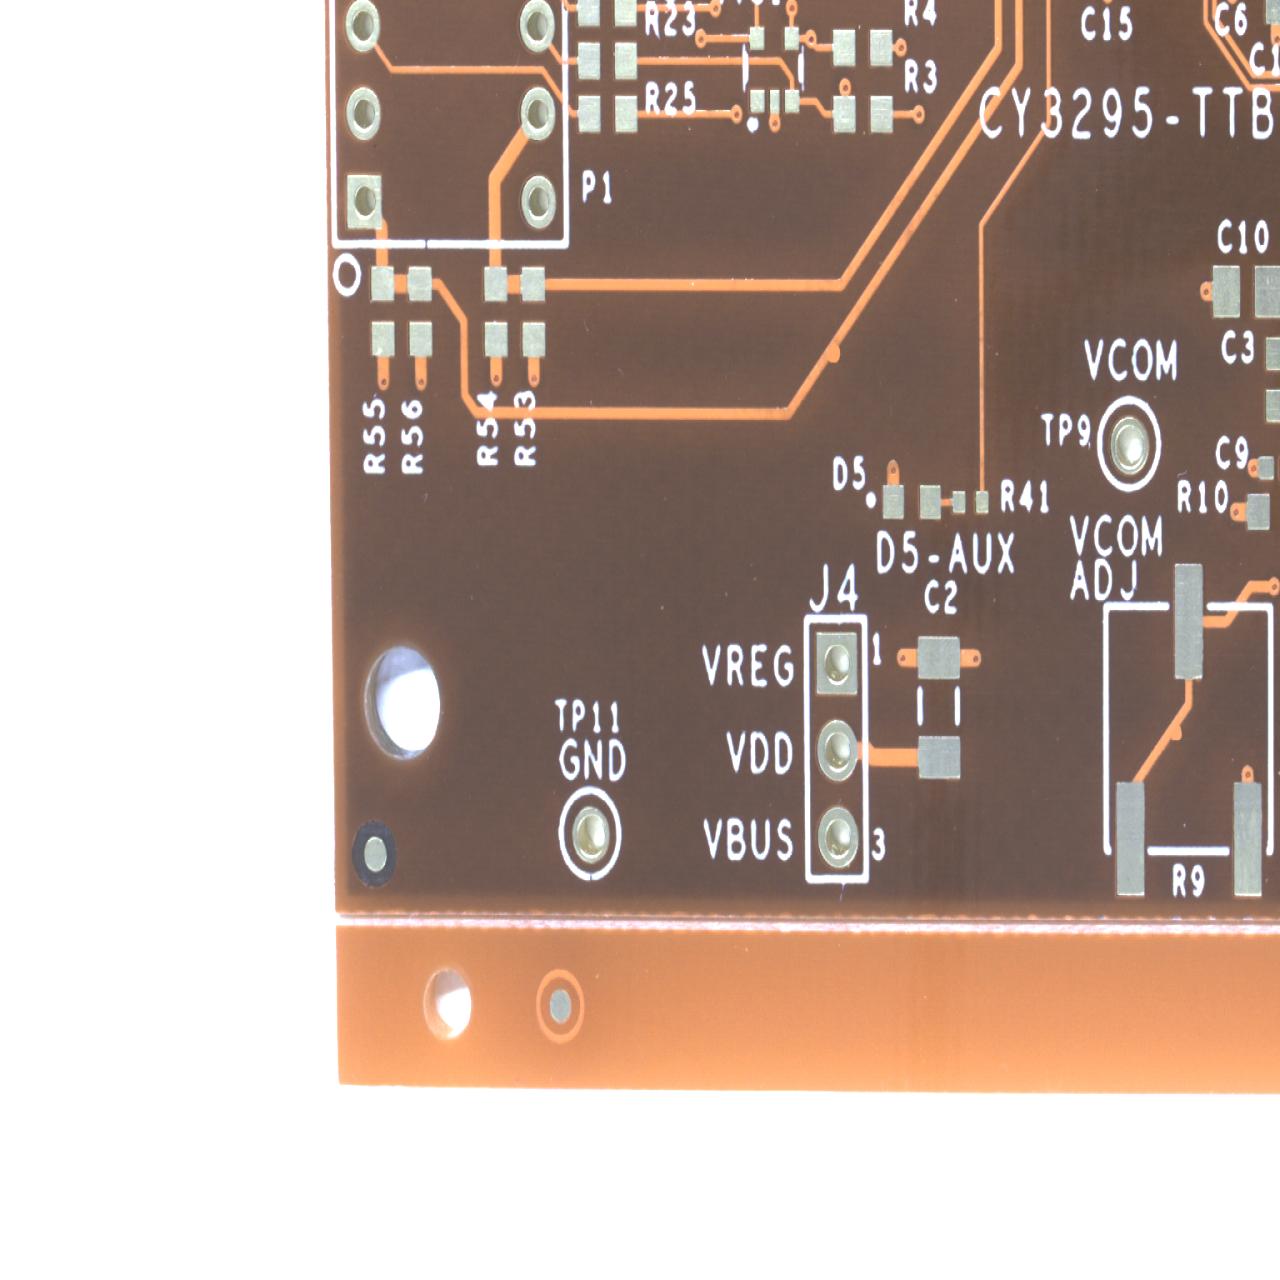 R23
R4
C15
C6
R25
R3
CY3295-TTB
P1
C10
C3
VCOM
TP9
R55
R56
R54
R53
C9
D5
R41
R10
D5-AUX
VCOM
ADJ
J4
C2
VREG
1
TP11
GND
VDD
VBUS
3
R9